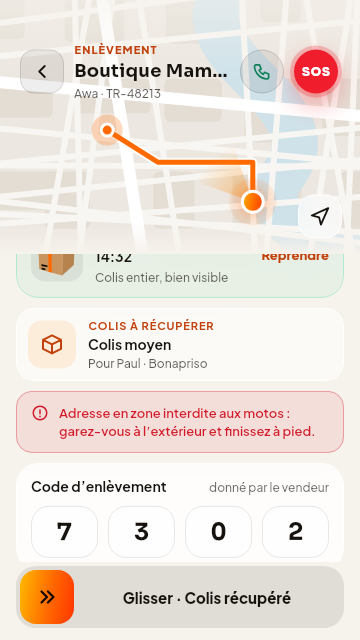 ENLÈVEMENT
Boutique Mam...
Awa · TR-48213
SOS
14:32
Reprendre
Colis entier, bien visible
COLIS À RÉCUPÉRER
Colis moyen
Pour Paul · Bonapriso
Adresse en zone interdite aux motos :
garez-vous à l'extérieur et finissez à pied.
Code d'enlèvement
donné par le vendeur
7 3 0 2
Glisser · Colis récupéré